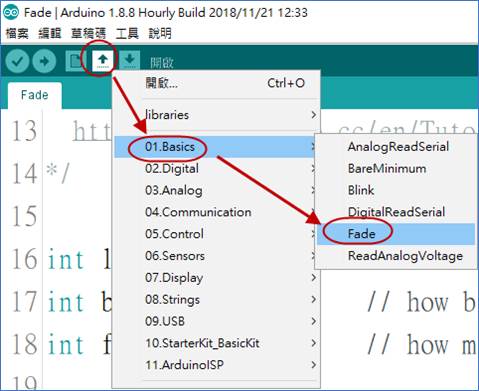 Fade | Arduino 1.8.8 Hourly Build 2018/11/21 12:33
檔案 編輯 草稿碼 工具 說明
開啟
Fade
開啟... Ctrl+O
libraries
01.Basics
02.Digital
03.Analog
04.Communication
05.Control
06.Sensors
07.Display
08.Strings
09.USB
10.StarterKit_BasicKit
11.ArduinoISP
AnalogReadSerial
BareMinimum
Blink
DigitalReadSerial
Fade
ReadAnalogVoltage
13 htt cc/en/Tuto
14 */
15
16 int l
17 int b // how b
18 int f // how m
19